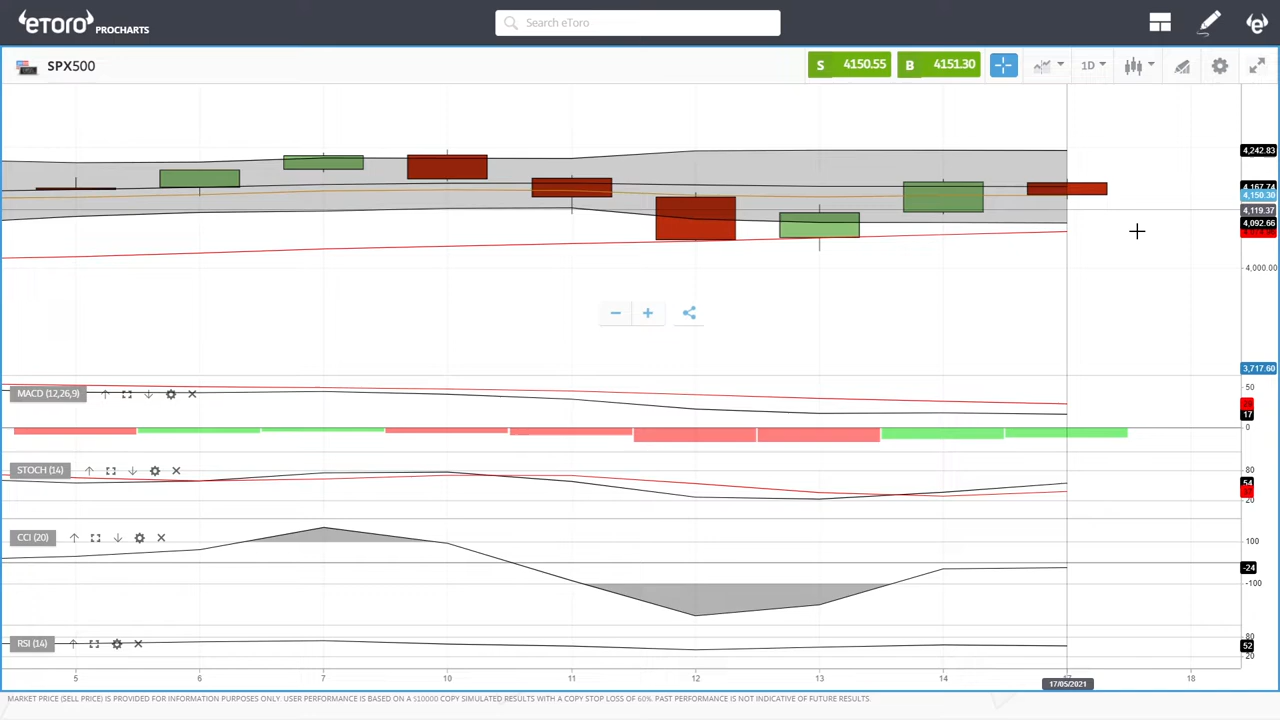 eTORO PROCHARTS
Search eToro
SPX500
S 4150.55
B 4151.30
1D
4,242.83
4,167.74
4,150.30
4,119.37
4,092.66
4,000.00
3,717.60
MACD (12,26,9)
50
17
0
STOCH (14)
80
54
20
CCI (20)
100
-24
-100
RSI (14)
80
52
20
5 6 7 10 11 12 13 14 17 18
17/05/2021
MARKET PRICE (SELL PRICE) IS PROVIDED FOR INFORMATION PURPOSES ONLY. USER PERFORMANCE IS BASED ON A $10000 COPY SIMULATED RESULTS WITH A COPY STOP LOSS OF 60%. PAST PERFORMANCE IS NOT INDICATIVE OF FUTURE RESULTS.